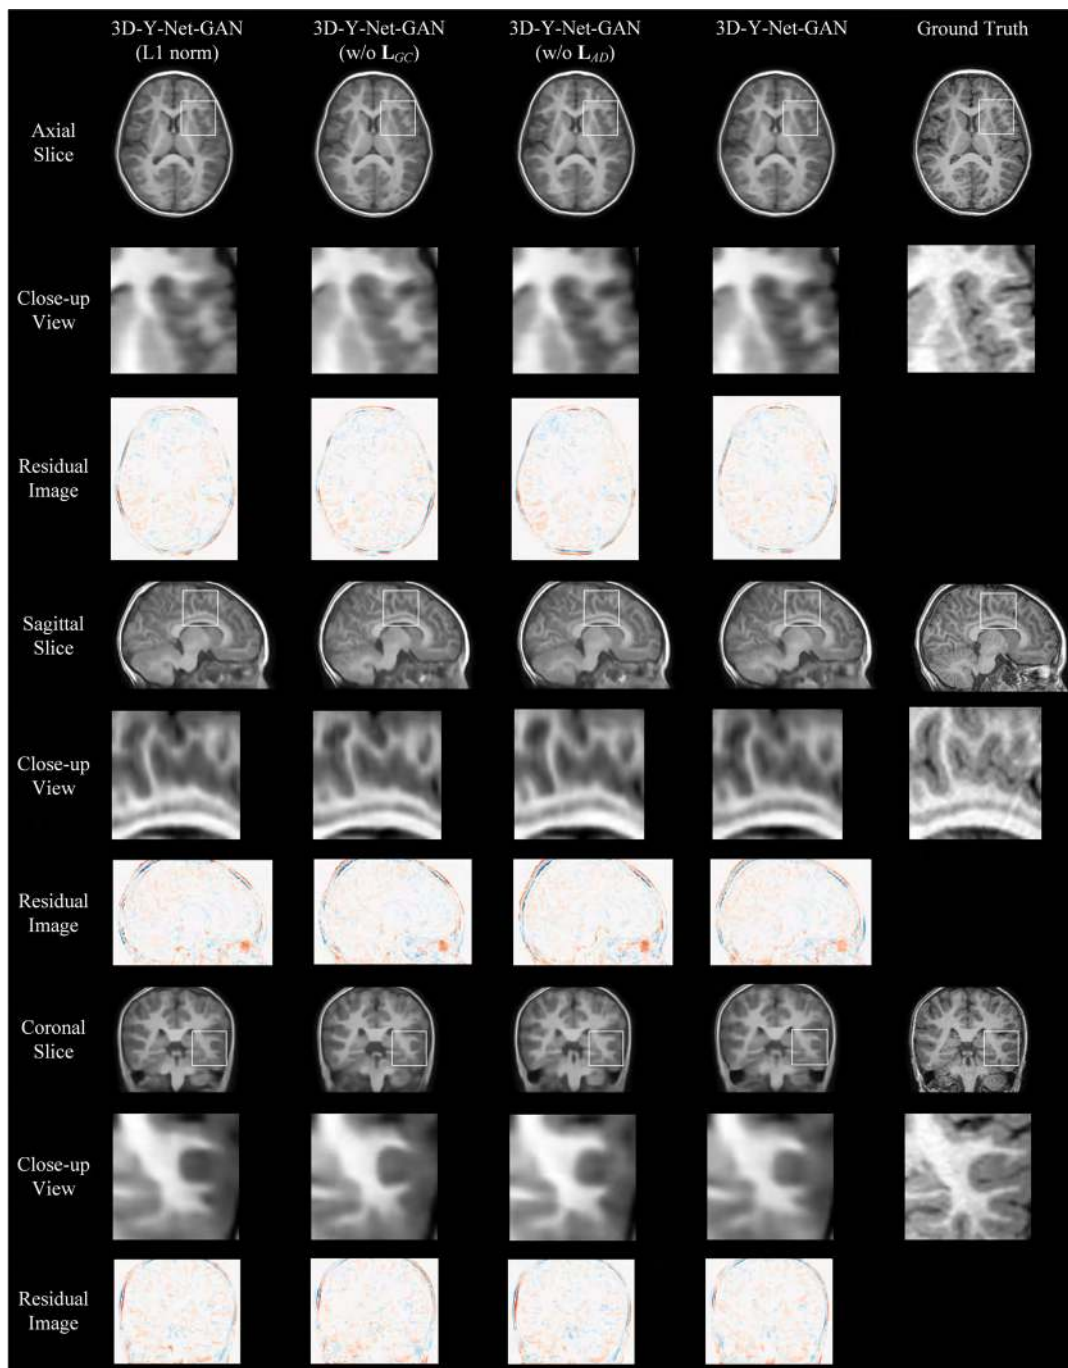 3D-Y-Net-GAN
(L1 norm)
3D-Y-Net-GAN
(w/o L_GC)
3D-Y-Net-GAN
(w/o L_AD)
3D-Y-Net-GAN
Ground Truth
Axial
Slice
Close-up
View
Residual
Image
Sagittal
Slice
Close-up
View
Residual
Image
Coronal
Slice
Close-up
View
Residual
Image